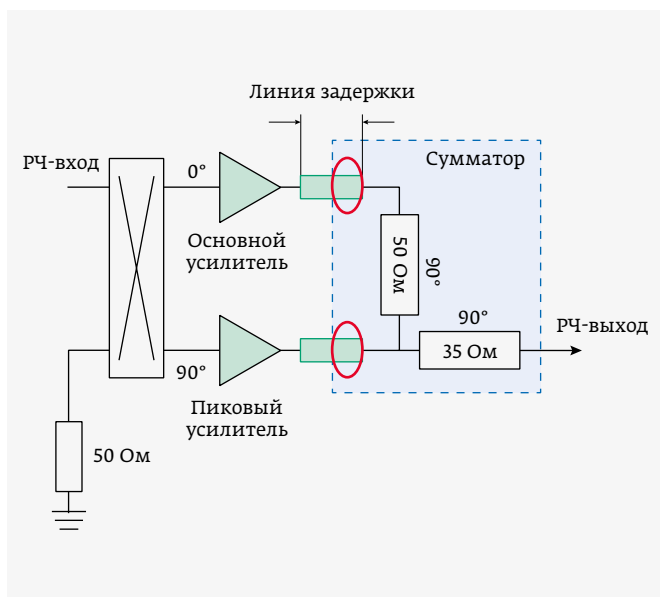 Линия задержки
Сумматор
РЧ-вход
0°
Основной
усилитель
50 Ом
90°
90°
РЧ-выход
35 Ом
90°
Пиковый
усилитель
50 Ом